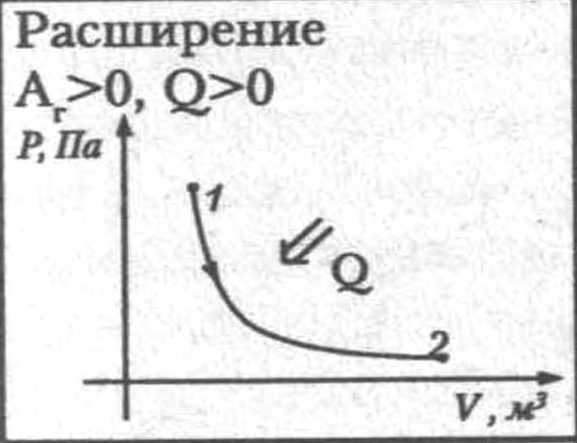 Расширение
Aг>0, Q>0
P, Па
1
Q
2
V, м³